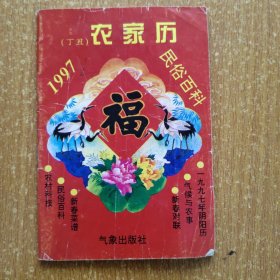 （丁丑）农家历
1997
民俗百科
福
一九九七年阴阳历
气候与农事
新春对联
新春菜谱
民俗百科
农村科技
气象出版社